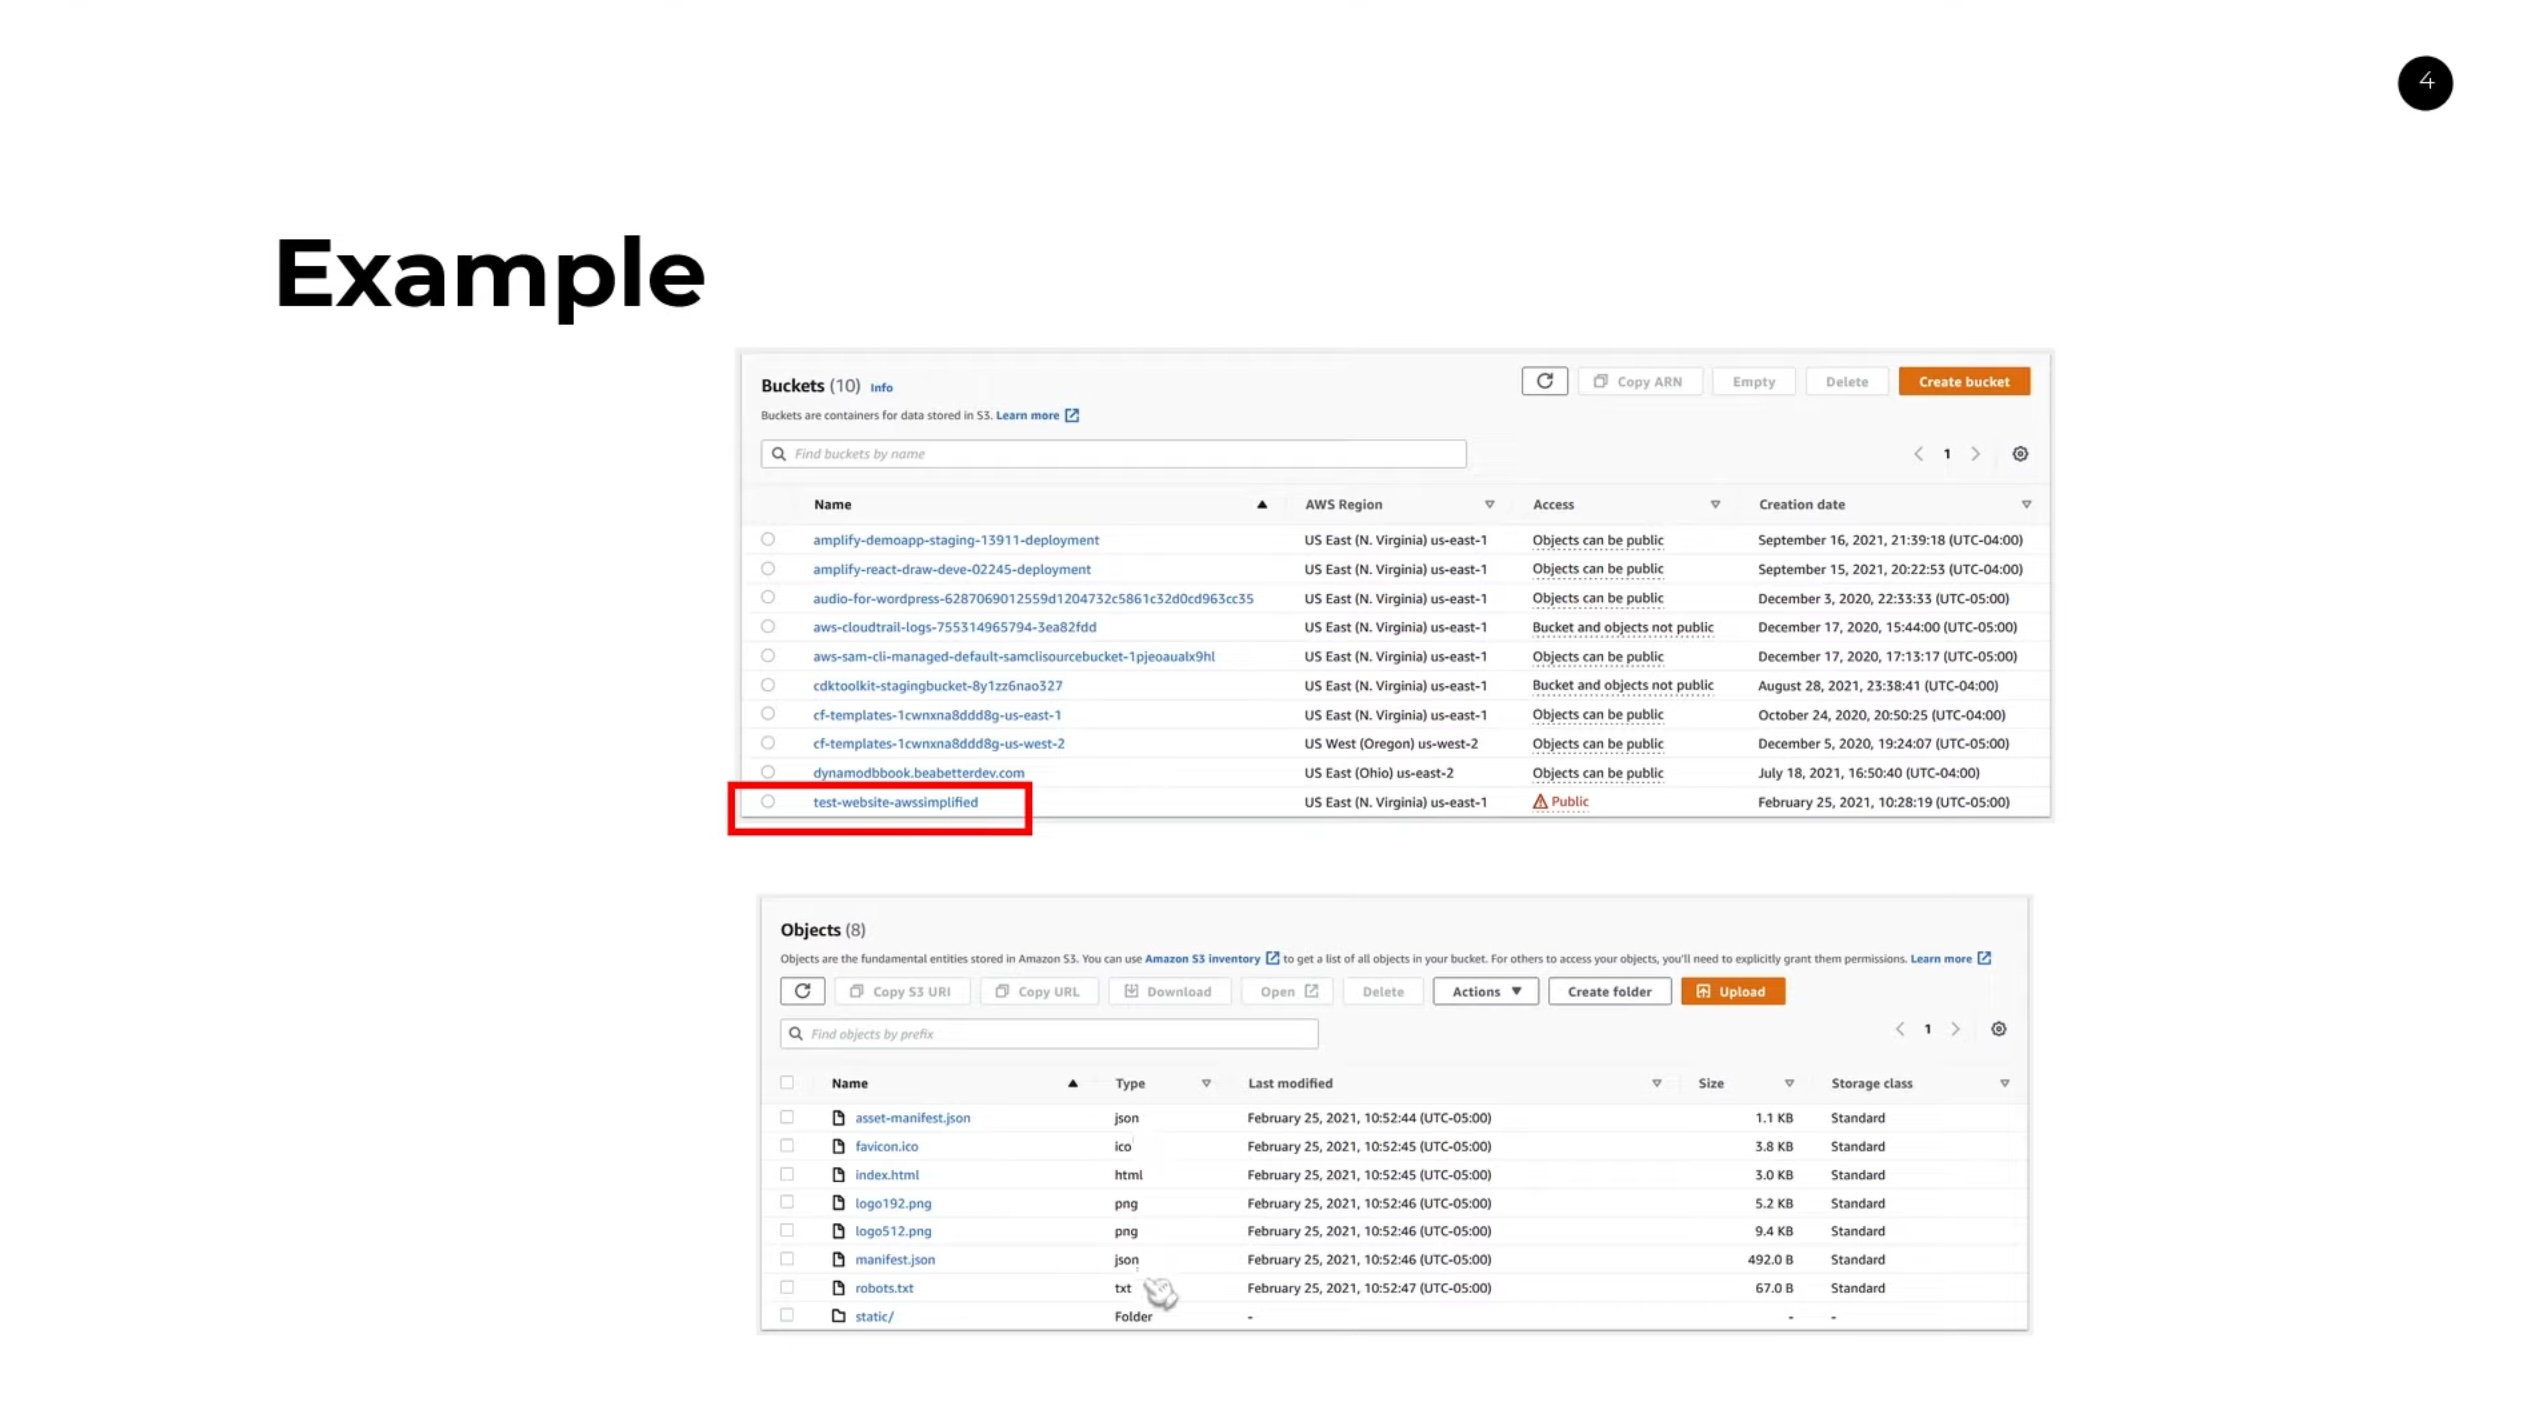 4
Example
Buckets (10) Info
Copy ARN Empty Delete Create bucket
Buckets are containers for data stored in S3. Learn more
Find buckets by name
1
Name AWS Region Access Creation date
amplify-demoapp-staging-13911-deployment US East (N. Virginia) us-east-1 Objects can be public September 16, 2021, 21:39:18 (UTC-04:00)
amplify-react-draw-deve-02245-deployment US East (N. Virginia) us-east-1 Objects can be public September 15, 2021, 20:22:53 (UTC-04:00)
audio-for-wordpress-6287069012559d1204732c5861c32d0cd963cc35 US East (N. Virginia) us-east-1 Objects can be public December 3, 2020, 22:33:33 (UTC-05:00)
aws-cloudtrail-logs-755314965794-3ea82fdd US East (N. Virginia) us-east-1 Bucket and objects not public December 17, 2020, 15:44:00 (UTC-05:00)
aws-sam-cli-managed-default-samclisourcebucket-1pjeoaualx9hl US East (N. Virginia) us-east-1 Objects can be public December 17, 2020, 17:13:17 (UTC-05:00)
cdktoolkit-stagingbucket-8y1zz6nao327 US East (N. Virginia) us-east-1 Bucket and objects not public August 28, 2021, 23:38:41 (UTC-04:00)
cf-templates-1cwnxna8ddd8g-us-east-1 US East (N. Virginia) us-east-1 Objects can be public October 24, 2020, 20:50:25 (UTC-04:00)
cf-templates-1cwnxna8ddd8g-us-west-2 US West (Oregon) us-west-2 Objects can be public December 5, 2020, 19:24:07 (UTC-05:00)
dynamodbbook.beabetterdev.com US East (Ohio) us-east-2 Objects can be public July 18, 2021, 16:50:40 (UTC-04:00)
test-website-awssimplified US East (N. Virginia) us-east-1 Public February 25, 2021, 10:28:19 (UTC-05:00)
Objects (8)
Objects are the fundamental entities stored in Amazon S3. You can use Amazon S3 inventory to get a list of all objects in your bucket. For others to access your objects, you'll need to explicitly grant them permissions. Learn more
Copy S3 URI Copy URL Download Open Delete Actions Create folder Upload
Find objects by prefix
1
Name Type Last modified Size Storage class
asset-manifest.json json February 25, 2021, 10:52:44 (UTC-05:00) 1.1 KB Standard
favicon.ico ico February 25, 2021, 10:52:45 (UTC-05:00) 3.8 KB Standard
index.html html February 25, 2021, 10:52:45 (UTC-05:00) 3.0 KB Standard
logo192.png png February 25, 2021, 10:52:46 (UTC-05:00) 5.2 KB Standard
logo512.png png February 25, 2021, 10:52:46 (UTC-05:00) 9.4 KB Standard
manifest.json json February 25, 2021, 10:52:46 (UTC-05:00) 492.0 B Standard
robots.txt txt February 25, 2021, 10:52:47 (UTC-05:00) 67.0 B Standard
static/ Folder - - -